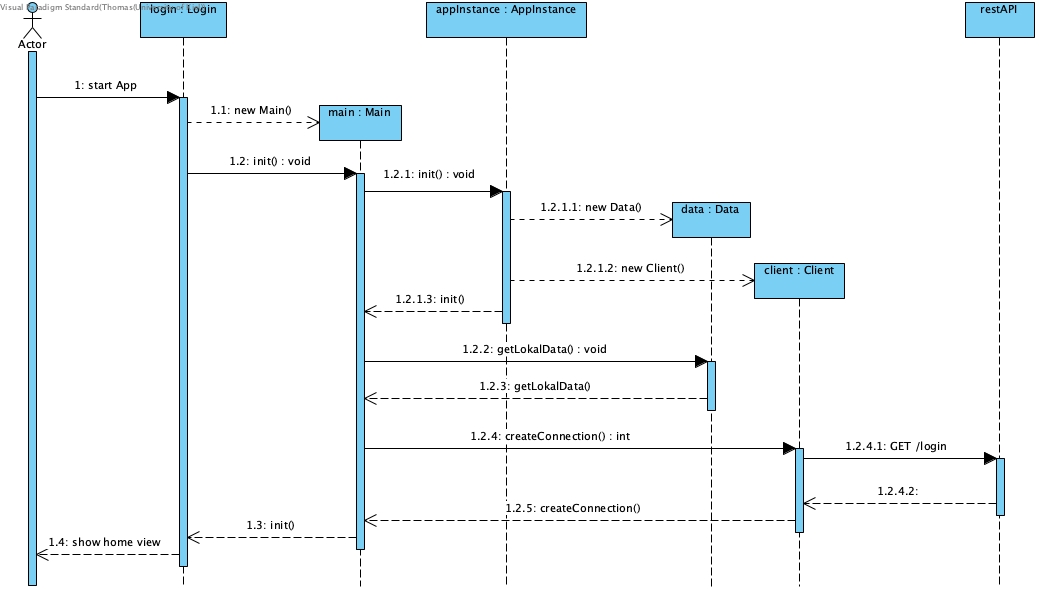 Visual Paradigm Standard(Thomas(University of
login : Login
appInstance : AppInstance
restAPI
Actor
1: start App
1.1: new Main()
main : Main
1.2: init() : void
1.2.1: init() : void
1.2.1.1: new Data()
data : Data
1.2.1.2: new Client()
client : Client
1.2.1.3: init()
1.2.2: getLokalData() : void
1.2.3: getLokalData()
1.2.4: createConnection() : int
1.2.4.1: GET /login
1.2.4.2:
1.2.5: createConnection()
1.3: init()
1.4: show home view